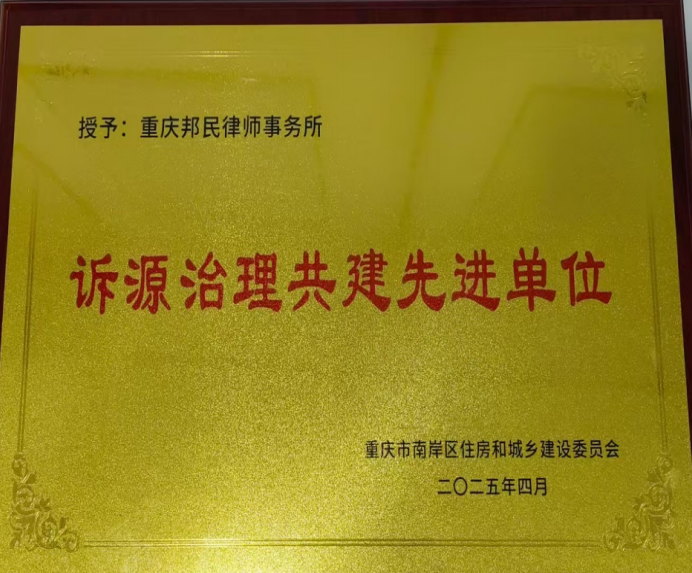 授予：重庆邦民律师事务所
诉源治理共建先进单位
重庆市南岸区住房和城乡建设委员会
二〇二五年四月